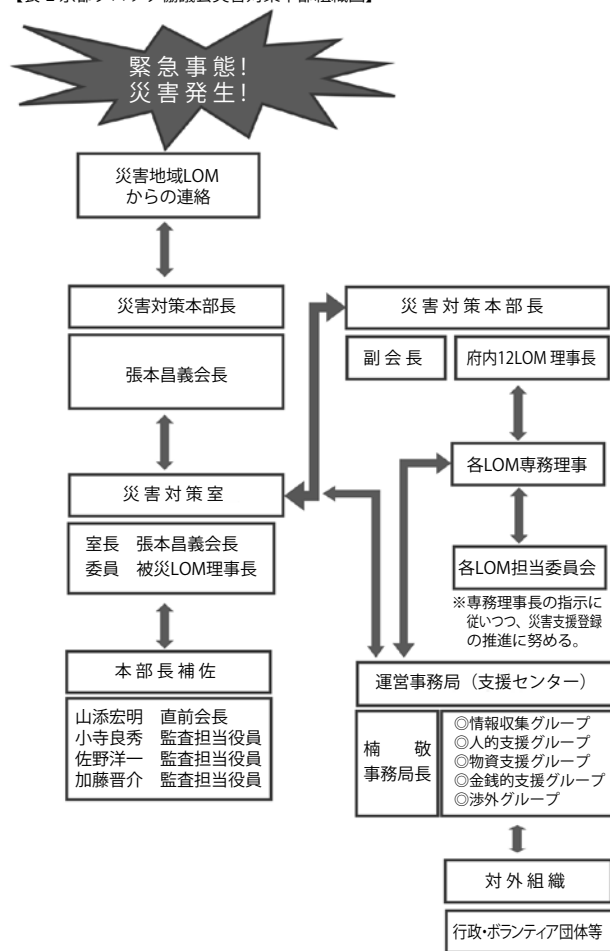 緊急事態!
災害発生!
災害地域LOM
からの連絡
災害対策本部長
張本昌義会長
災害対策室
室長 張本昌義会長
委員 被災LOM理事長
本部長補佐
山添宏明 直前会長
小寺良秀 監査担当役員
佐野洋一 監査担当役員
加藤晋介 監査担当役員
災害対策本部長
副会長
府内12LOM 理事長
各LOM専務理事
各LOM担当委員会
※専務理事長の指示に
従いつつ、災害支援登録
の推進に努める。
運営事務局（支援センター）
楠 敬
事務局長
◎情報収集グループ
◎人的支援グループ
◎物資支援グループ
◎金銭的支援グループ
◎渉外グループ
対外組織
行政・ボランティア団体等